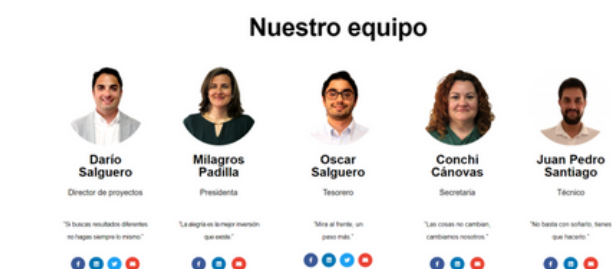 Nuestro equipo
Darío
Salguero
Director de proyectos
"Si buscas resultados diferentes
no hagas siempre lo mismo."
Milagros
Padilla
Presidenta
"La alegría es la mejor inversión
que existe."
Oscar
Salguero
Tesorero
"Mira al frente, un
paso más."
Conchi
Cánovas
Secretaria
"Las cosas no cambian,
cambiamos nosotros."
Juan Pedro
Santiago
Técnico
"No basta con soñarlo, tienes
que hacerlo."